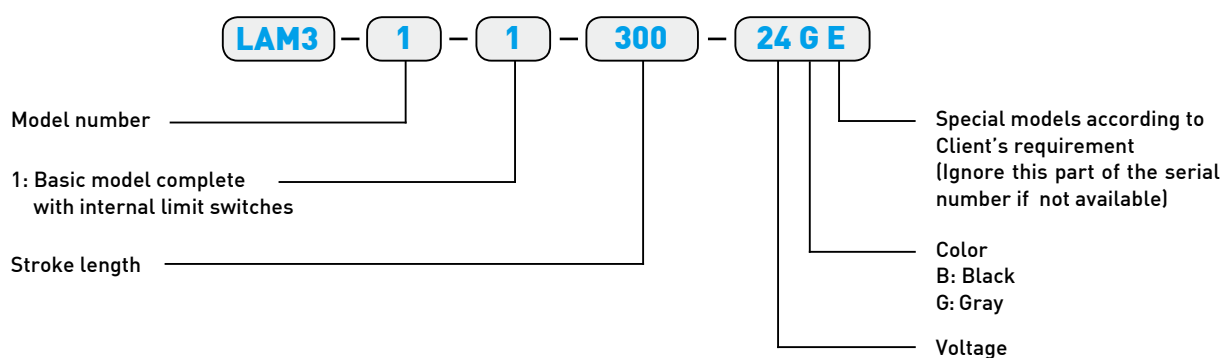 LAM3 – 1 – 1 – 300 – 24 G E
Model number
1: Basic model complete
with internal limit switches
Stroke length
Special models according to
Client's requirement
(Ignore this part of the serial
number if not available)
Color
B: Black
G: Gray
Voltage